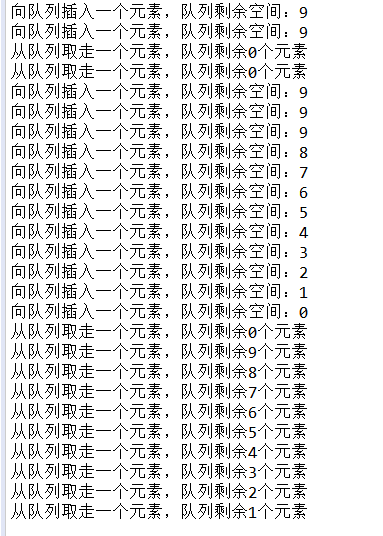 向队列插入一个元素，队列剩余空间：9
向队列插入一个元素，队列剩余空间：9
从队列取走一个元素，队列剩余0个元素
从队列取走一个元素，队列剩余0个元素
向队列插入一个元素，队列剩余空间：9
向队列插入一个元素，队列剩余空间：9
向队列插入一个元素，队列剩余空间：9
向队列插入一个元素，队列剩余空间：8
向队列插入一个元素，队列剩余空间：7
向队列插入一个元素，队列剩余空间：6
向队列插入一个元素，队列剩余空间：5
向队列插入一个元素，队列剩余空间：4
向队列插入一个元素，队列剩余空间：3
向队列插入一个元素，队列剩余空间：2
向队列插入一个元素，队列剩余空间：1
向队列插入一个元素，队列剩余空间：0
从队列取走一个元素，队列剩余0个元素
从队列取走一个元素，队列剩余9个元素
从队列取走一个元素，队列剩余8个元素
从队列取走一个元素，队列剩余7个元素
从队列取走一个元素，队列剩余6个元素
从队列取走一个元素，队列剩余5个元素
从队列取走一个元素，队列剩余4个元素
从队列取走一个元素，队列剩余3个元素
从队列取走一个元素，队列剩余2个元素
从队列取走一个元素，队列剩余1个元素